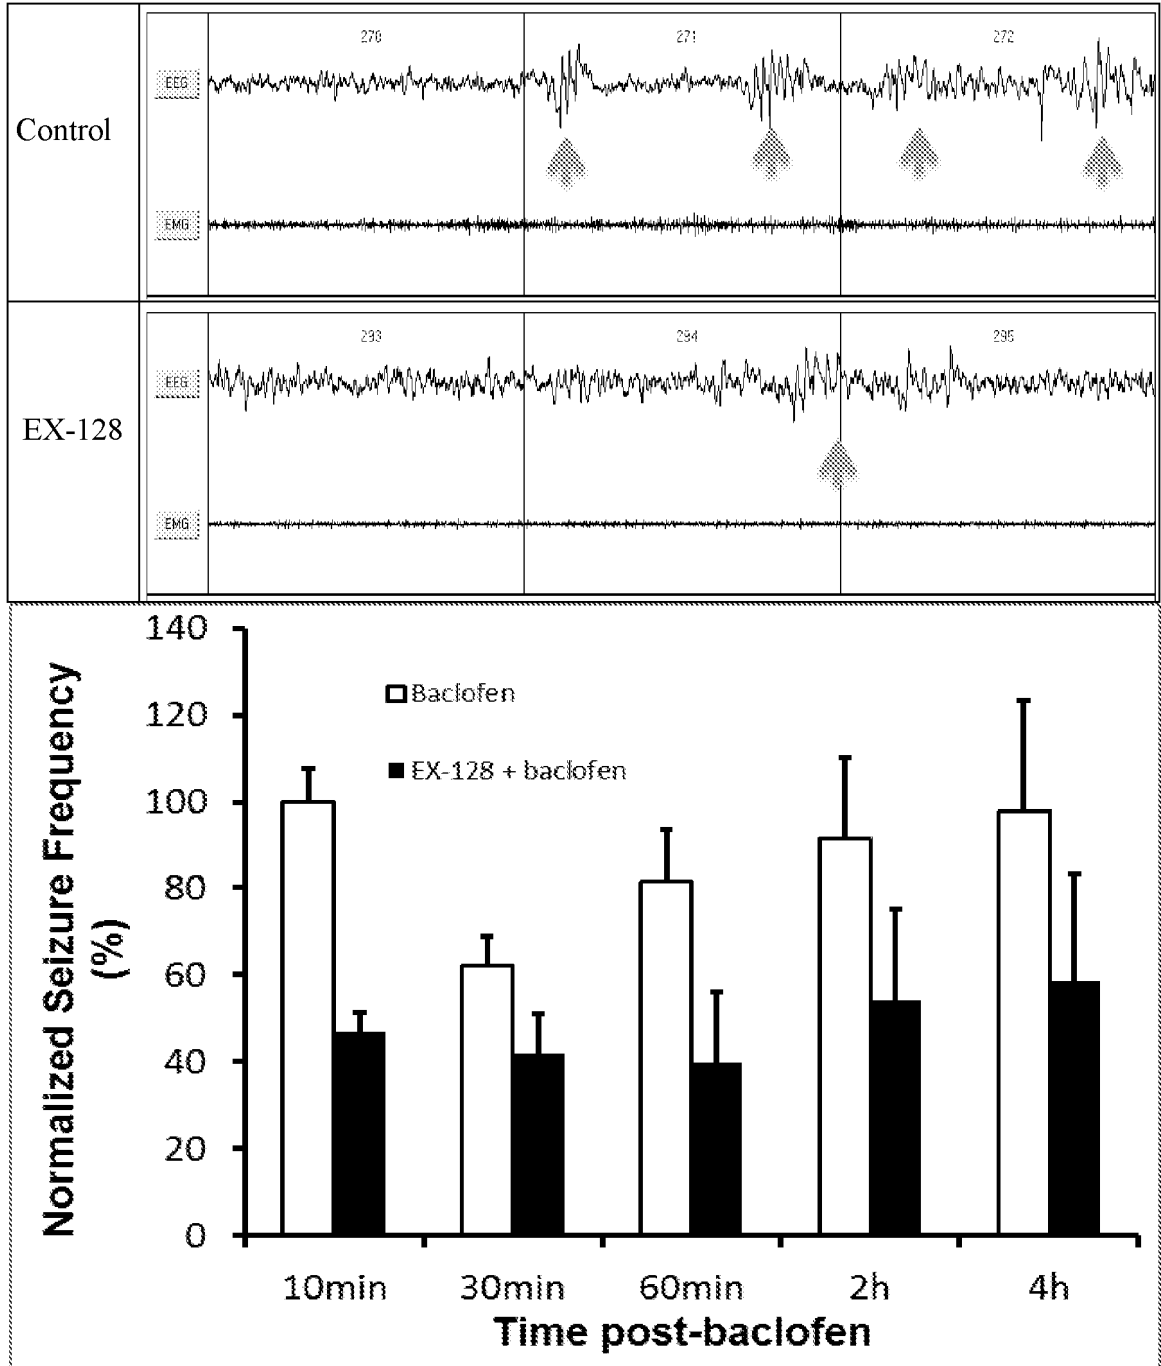 Control
270 271 272
EEG
EMG
EX-128
293 294 295
EEG
EMG
Normalized Seizure Frequency
(%)
140
120
100
80
60
40
20
0
Baclofen
EX-128 + baclofen
10min 30min 60min 2h 4h
Time post-baclofen